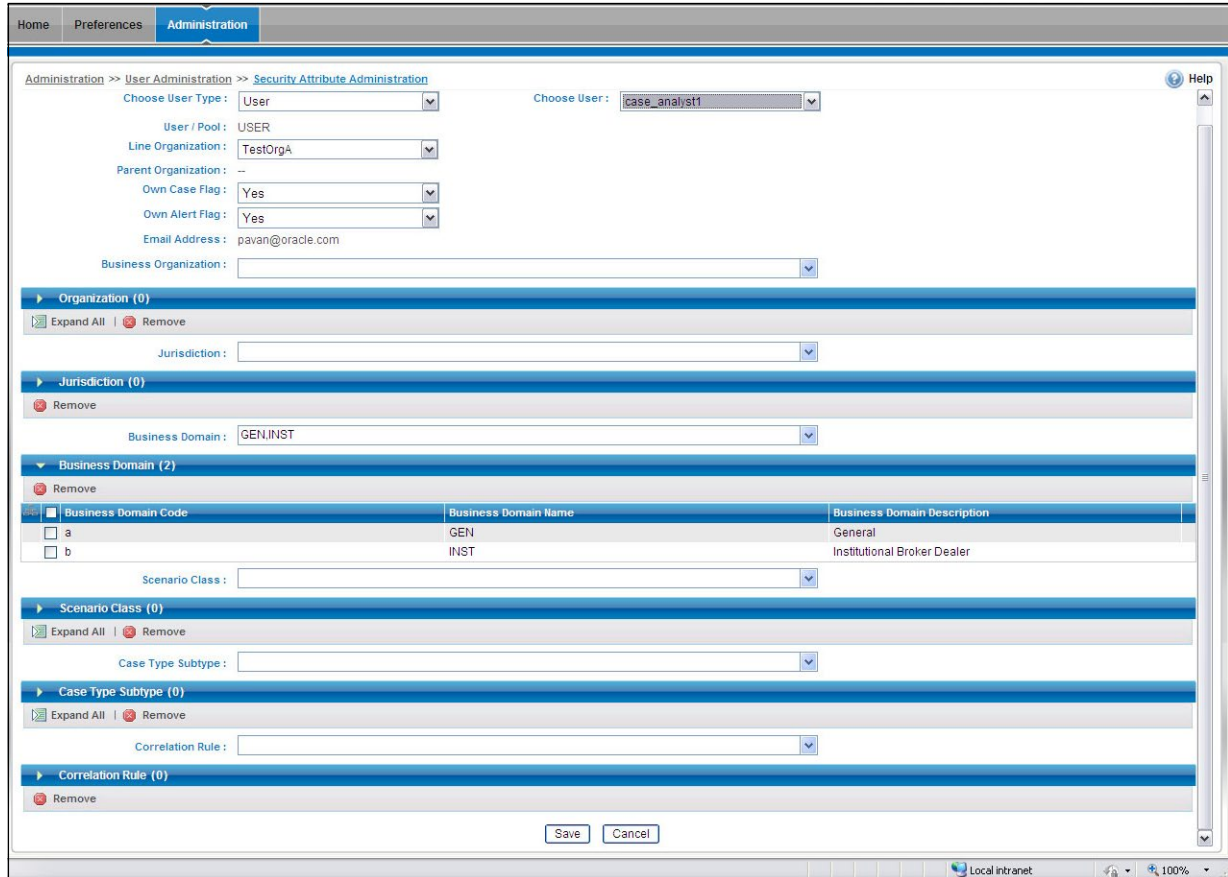 Home Preferences Administration
Administration >> User Administration >> Security Attribute Administration
Help
Choose User Type : User Choose User : case_analyst1
User / Pool : USER
Line Organization : TestOrgA
Parent Organization : --
Own Case Flag : Yes
Own Alert Flag : Yes
Email Address : pavan@oracle.com
Business Organization :
Organization (0)
Expand All | Remove
Jurisdiction :
Jurisdiction (0)
Remove
Business Domain : GEN,INST
Business Domain (2)
Remove
Business Domain Code Business Domain Name Business Domain Description
a GEN General
b INST Institutional Broker Dealer
Scenario Class :
Scenario Class (0)
Expand All | Remove
Case Type Subtype :
Case Type Subtype (0)
Expand All | Remove
Correlation Rule :
Correlation Rule (0)
Remove
Save Cancel
Local intranet 100%